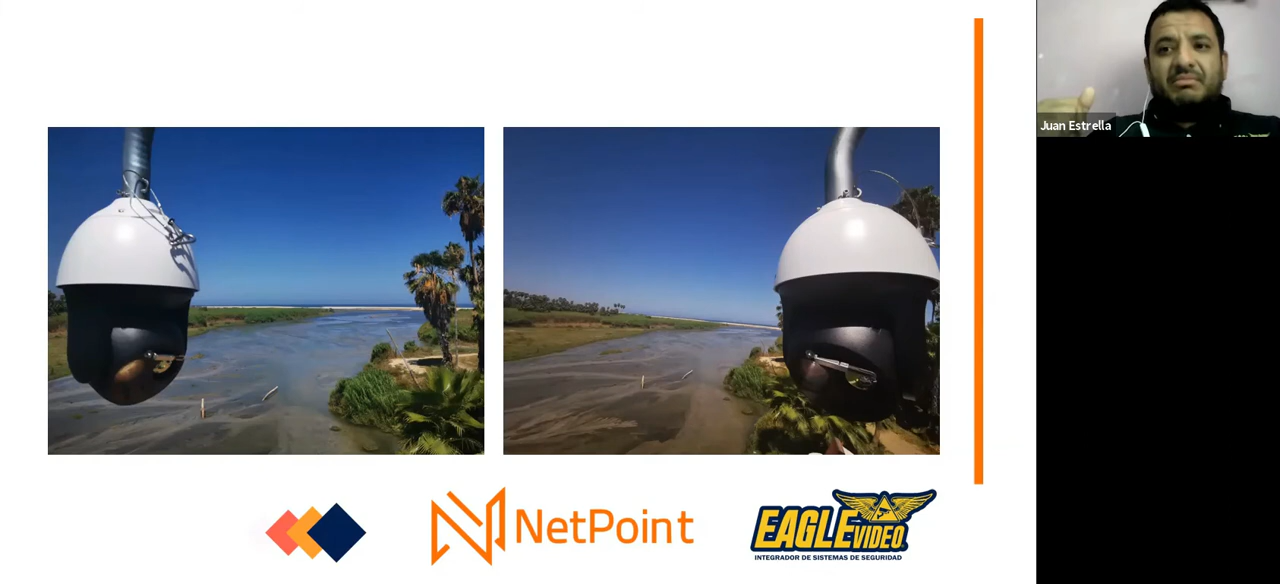 Juan Estrella
NetPoint
EAGLE VIDEO
INTEGRADOR DE SISTEMAS DE SEGURIDAD